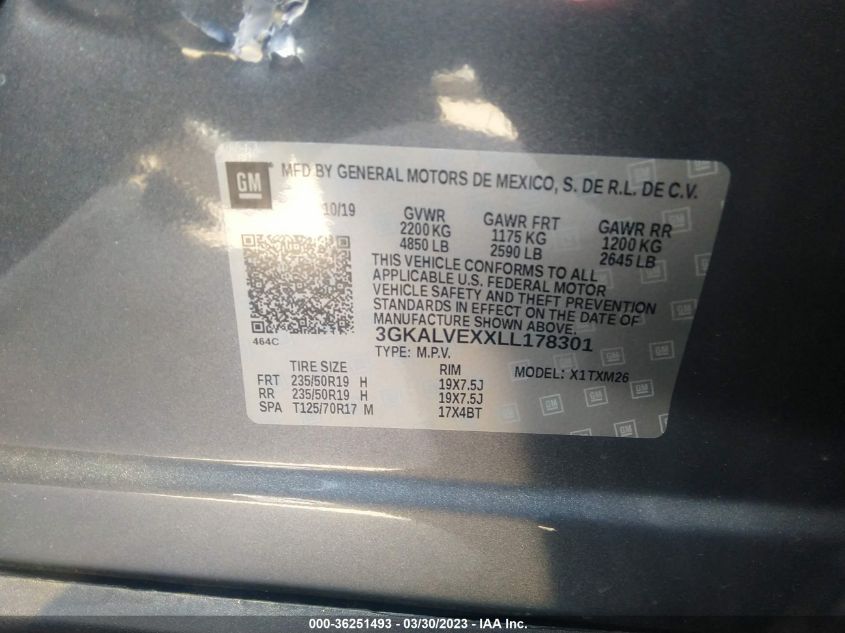 GM
MFD BY GENERAL MOTORS DE MEXICO, S. DE R.L. DE C.V.
10/19 GVWR GAWR FRT GAWR RR
2200 KG 1175 KG 1200 KG
4850 LB 2590 LB 2645 LB
THIS VEHICLE CONFORMS TO ALL
APPLICABLE U.S. FEDERAL MOTOR
VEHICLE SAFETY AND THEFT PREVENTION
STANDARDS IN EFFECT ON THE DATE OF
MANUFACTURE SHOWN ABOVE.
464C
3GKALVEXXLL178301
TYPE: M.P.V.
TIRE SIZE RIM MODEL: X1TXM26
FRT 235/50R19 H 19X7.5J
RR 235/50R19 H 19X7.5J
SPA T125/70R17 M 17X4BT
000-36251493 - 03/30/2023 - IAA Inc.